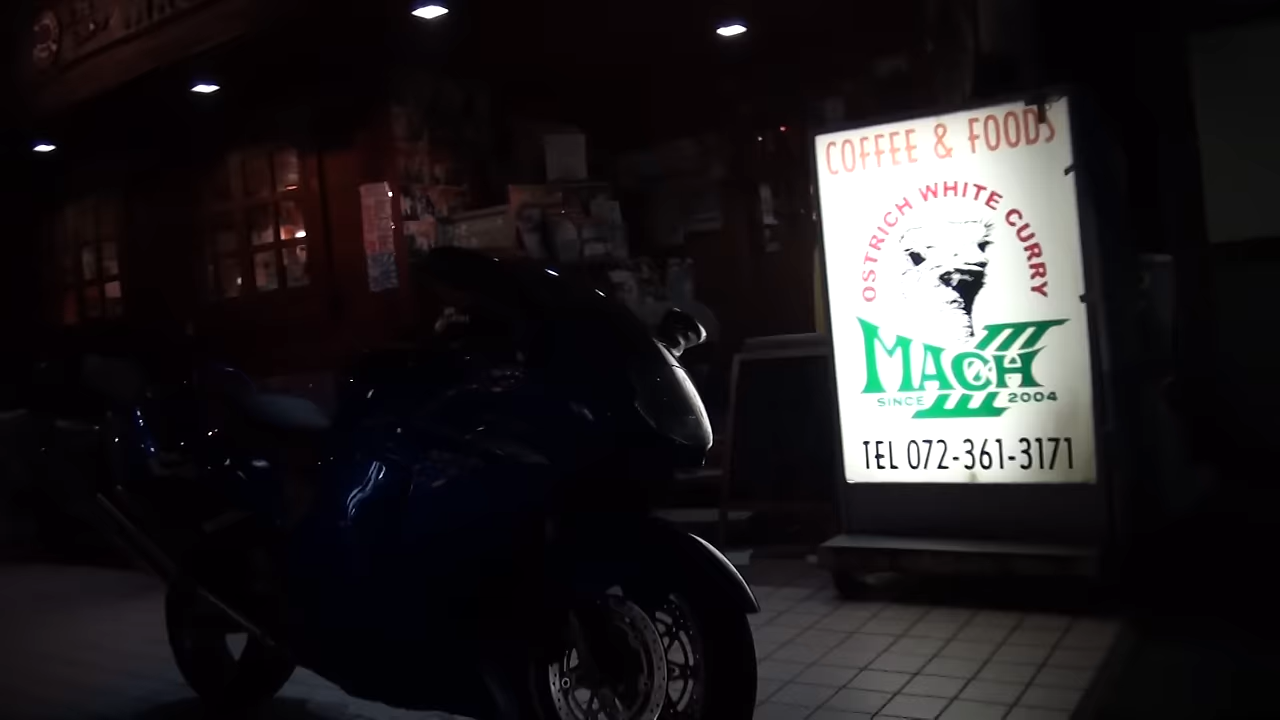 COFFEE & FOODS
OSTRICH WHITE CURRY
MACH
SINCE 2004
TEL 072-361-3171